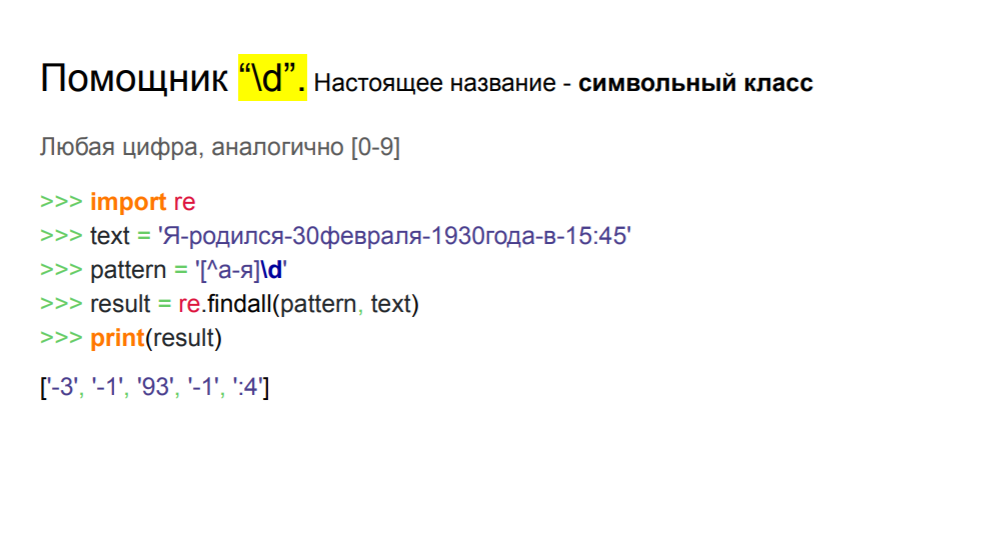 Помощник “\d”. Настоящее название - символьный класс
Любая цифра, аналогично [0-9]
>>> import re
>>> text = 'Я-родился-30февраля-1930года-в-15:45'
>>> pattern = '[^а-я]\d'
>>> result = re.findall(pattern, text)
>>> print(result)
['-3', '-1', '93', '-1', ':4']